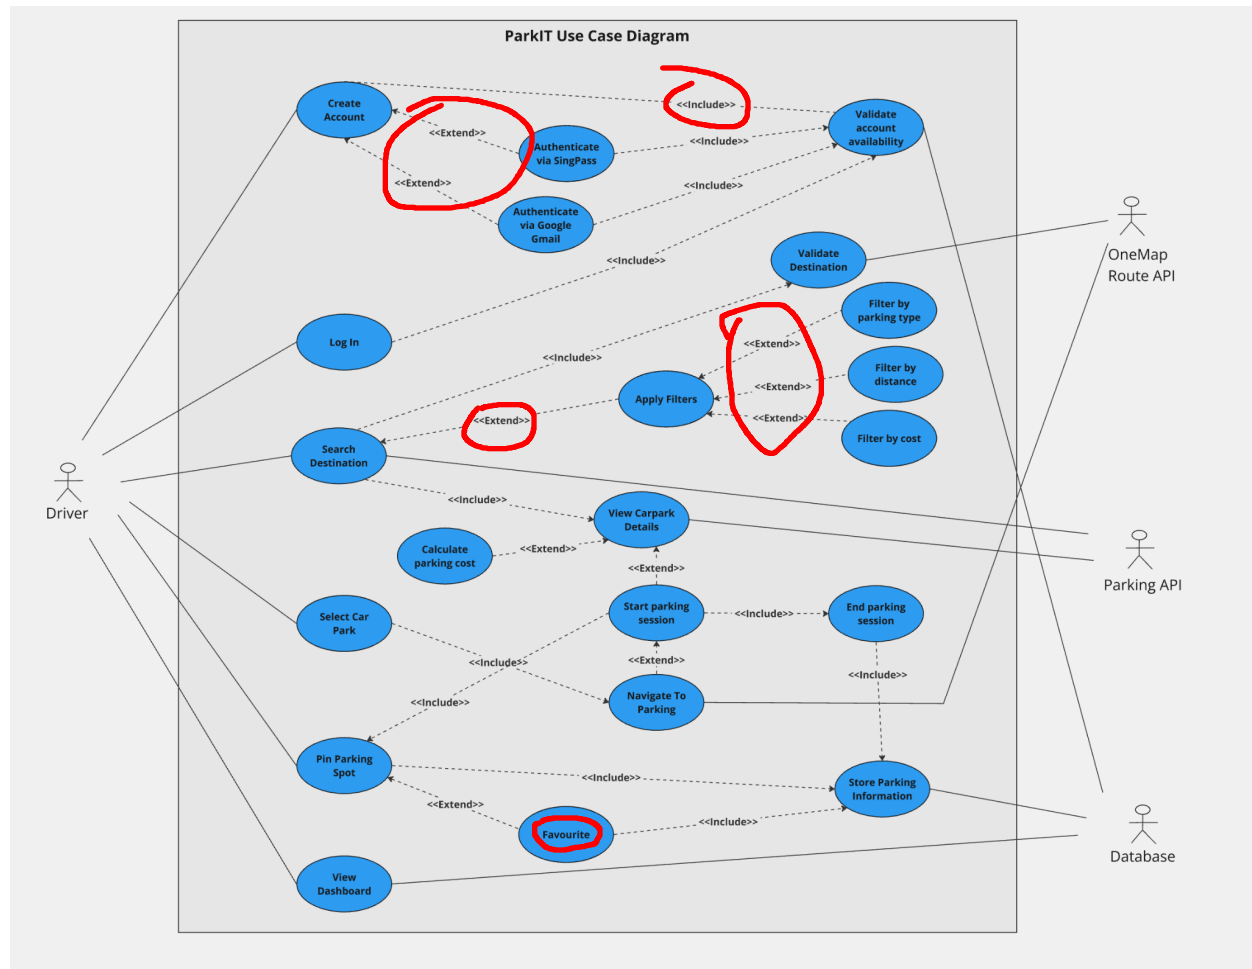 ParkIT Use Case Diagram
Create
Account
<<Include>>
Validate
account
availability
<<Extend>>
Authenticate
via SingPass
<<Include>>
<<Extend>>
<<Include>>
Authenticate
via Google
Gmail
OneMap
Route API
<<Include>>
Validate
Destination
Filter by
parking type
Log In
<<Extend>>
<<Include>>
Filter by
distance
<<Extend>>
Apply Filters
<<Extend>>
<<Extend>>
Filter by cost
Search
Destination
Driver
<<Include>>
View Carpark
Details
Calculate
parking cost
<<Extend>>
<<Extend>>
Parking API
Select Car
Park
Start parking
session
<<Include>>
End parking
session
<<Include>>
<<Extend>>
<<Include>>
Navigate To
Parking
<<Include>>
Pin Parking
Spot
<<Include>>
Store Parking
Information
<<Extend>>
Favourite
<<Include>>
Database
View
Dashboard